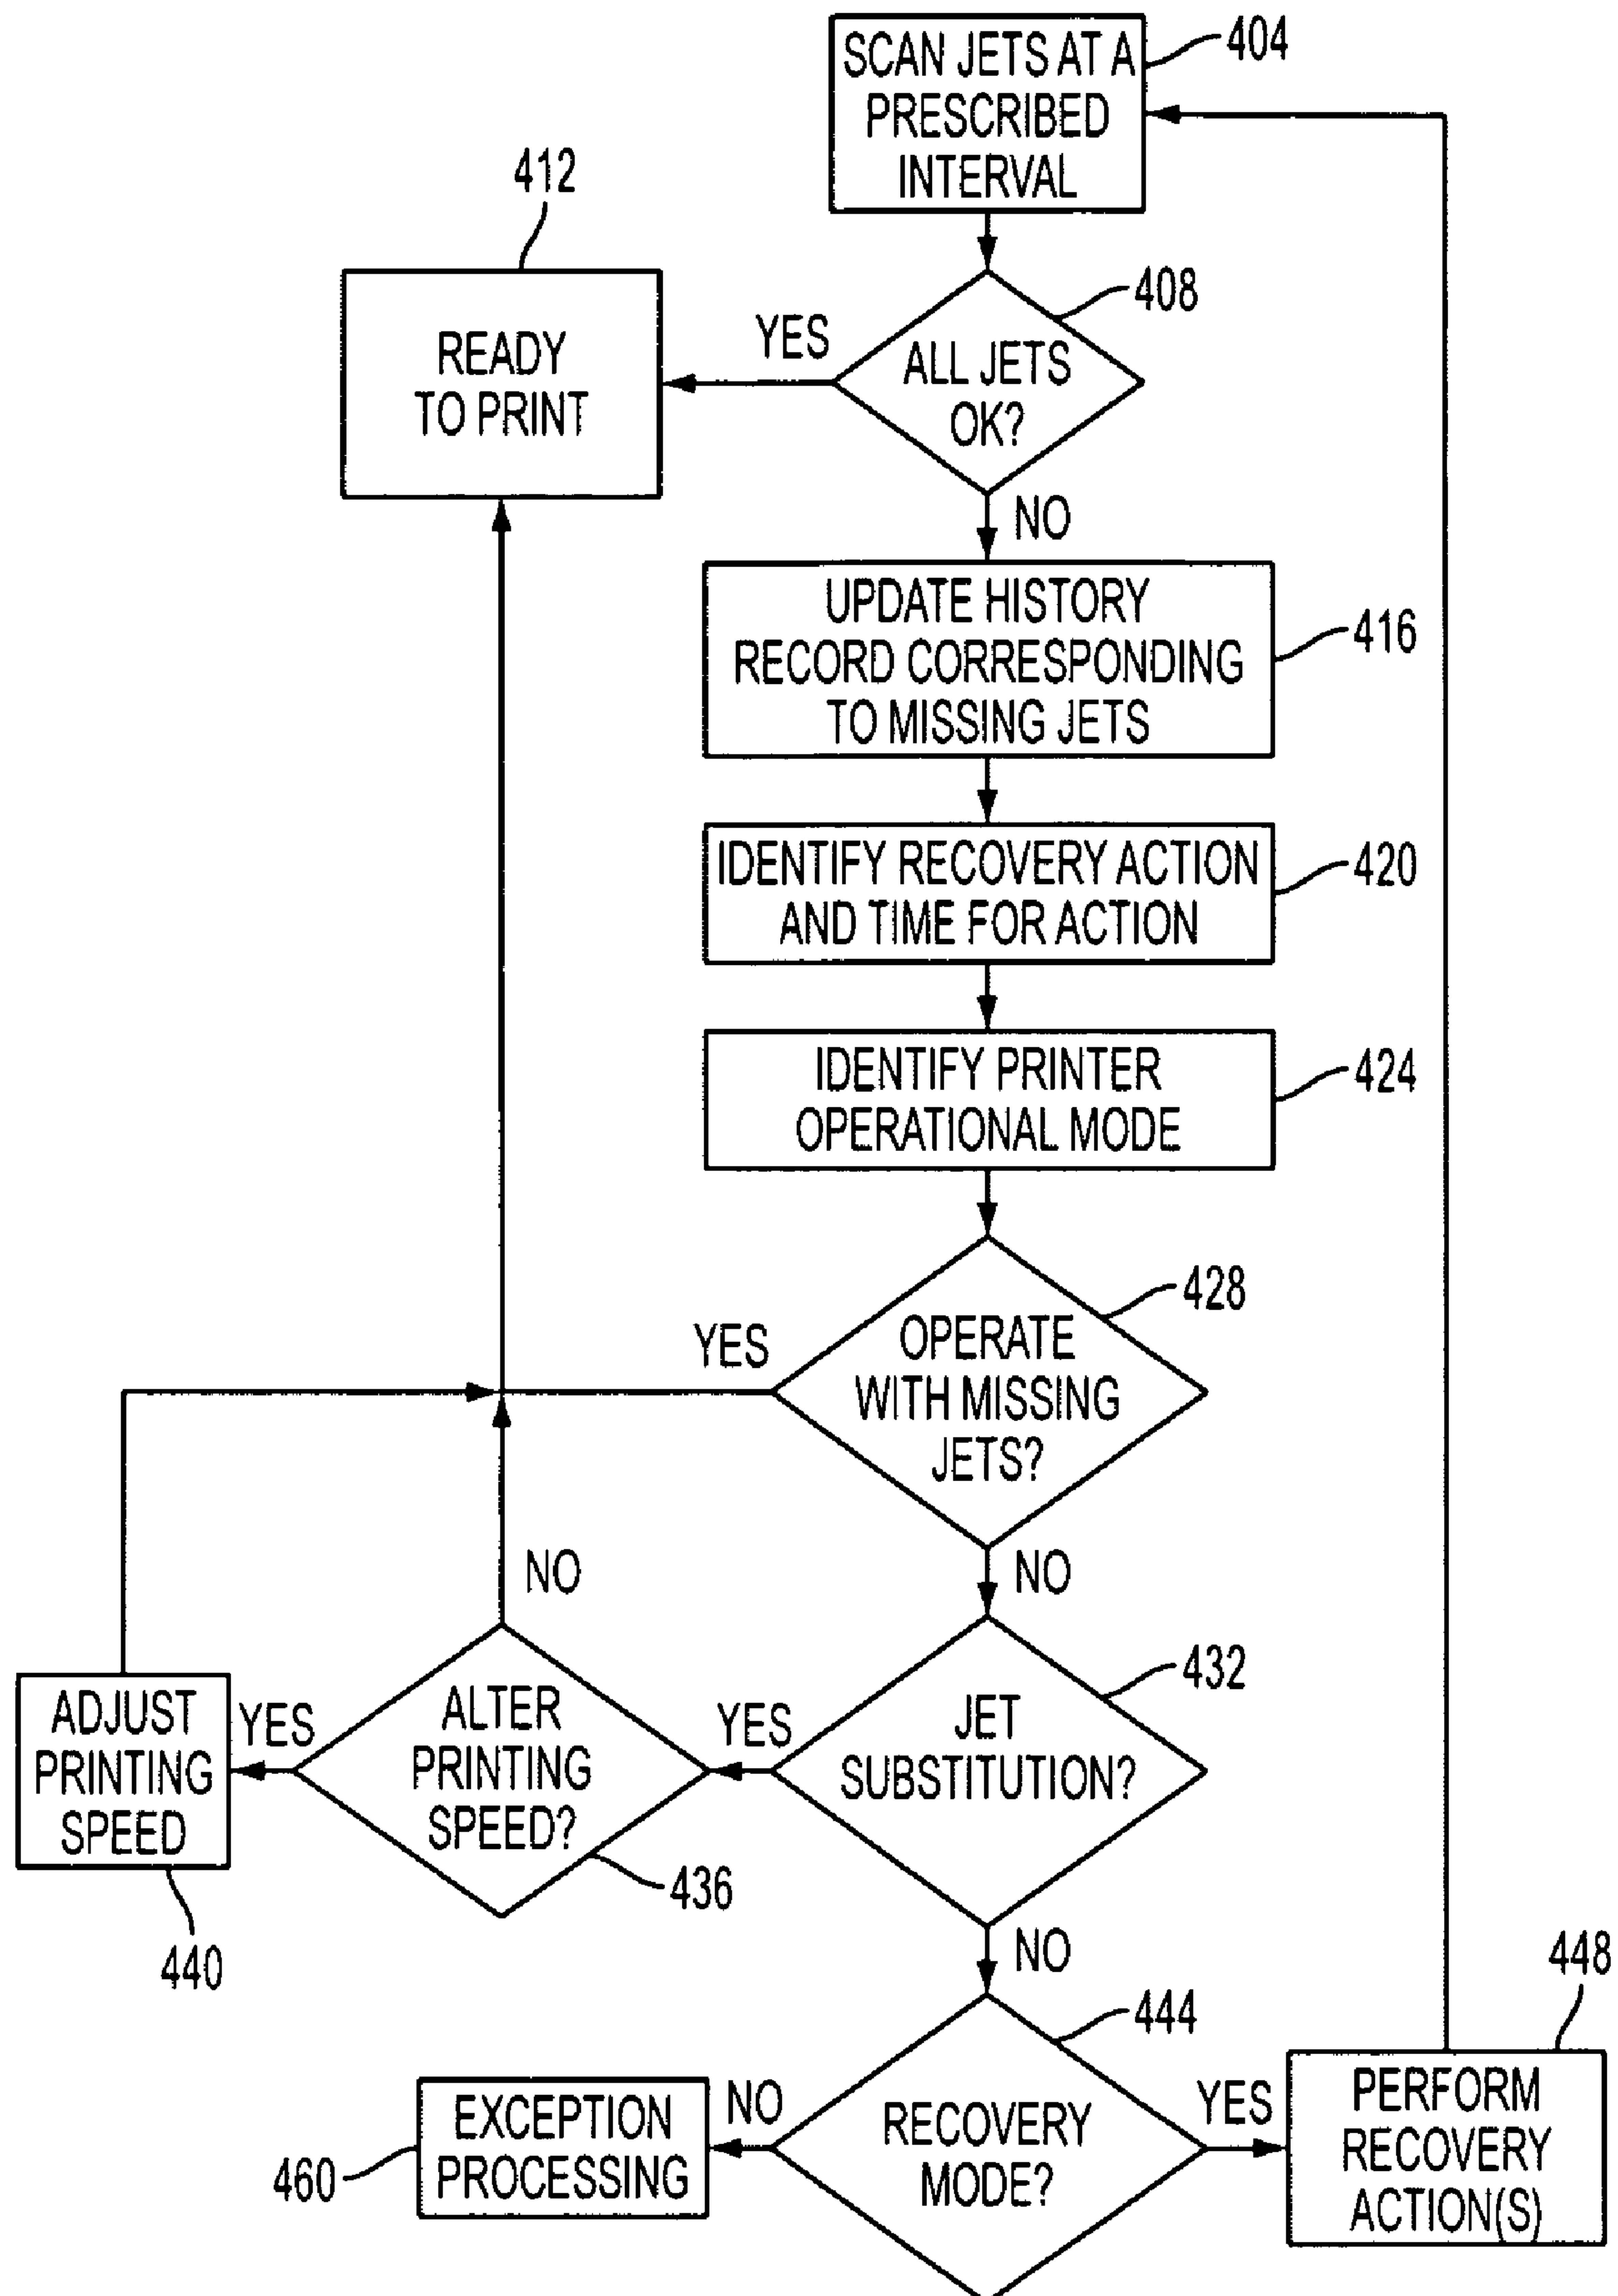 SCAN JETS AT A
PRESCRIBED
INTERVAL
404
412
READY
TO PRINT
YES
408
ALL JETS
OK?
NO
UPDATE HISTORY
RECORD CORRESPONDING
TO MISSING JETS
416
IDENTIFY RECOVERY ACTION
AND TIME FOR ACTION
420
IDENTIFY PRINTER
OPERATIONAL MODE
424
428
YES
OPERATE
WITH MISSING
JETS?
NO
NO
432
JET
SUBSTITUTION?
YES
ALTER
PRINTING
SPEED?
436
YES
ADJUST
PRINTING
SPEED
440
NO
444
RECOVERY
MODE?
NO
EXCEPTION
PROCESSING
460
YES
448
PERFORM
RECOVERY
ACTION(S)